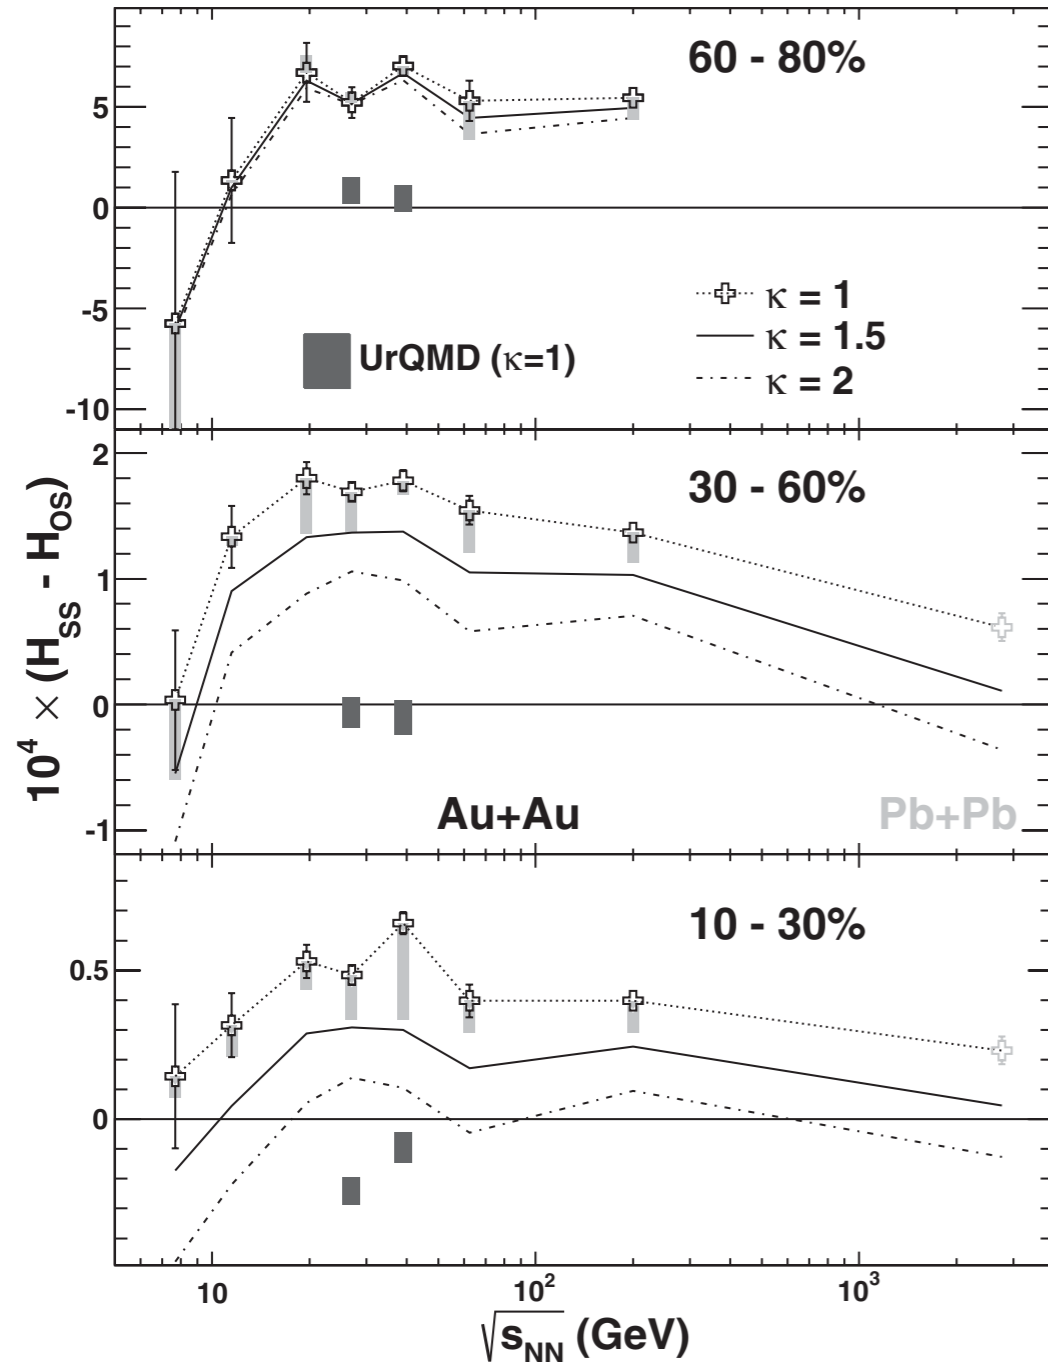 60 - 80%
5
0
-5
-10
κ = 1
κ = 1.5
κ = 2
UrQMD (κ=1)
30 - 60%
2
1
0
-1
Au+Au
Pb+Pb
10 - 30%
0.5
0
10⁴ × (H_SS - H_OS)
10
10²
10³
√s_NN (GeV)